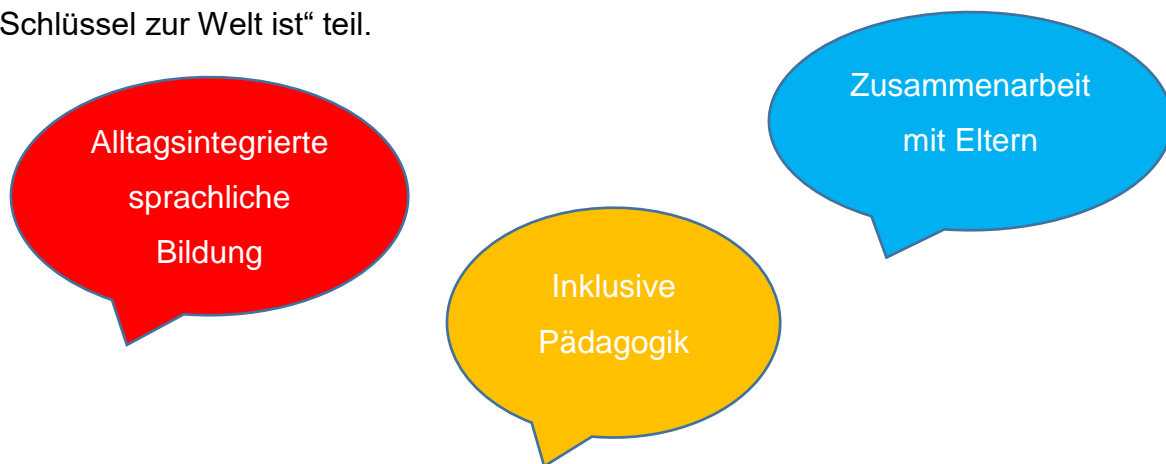 Schlüssel zur Welt ist“ teil.
Alltagsintegrierte
sprachliche
Bildung
Inklusive
Pädagogik
Zusammenarbeit
mit Eltern